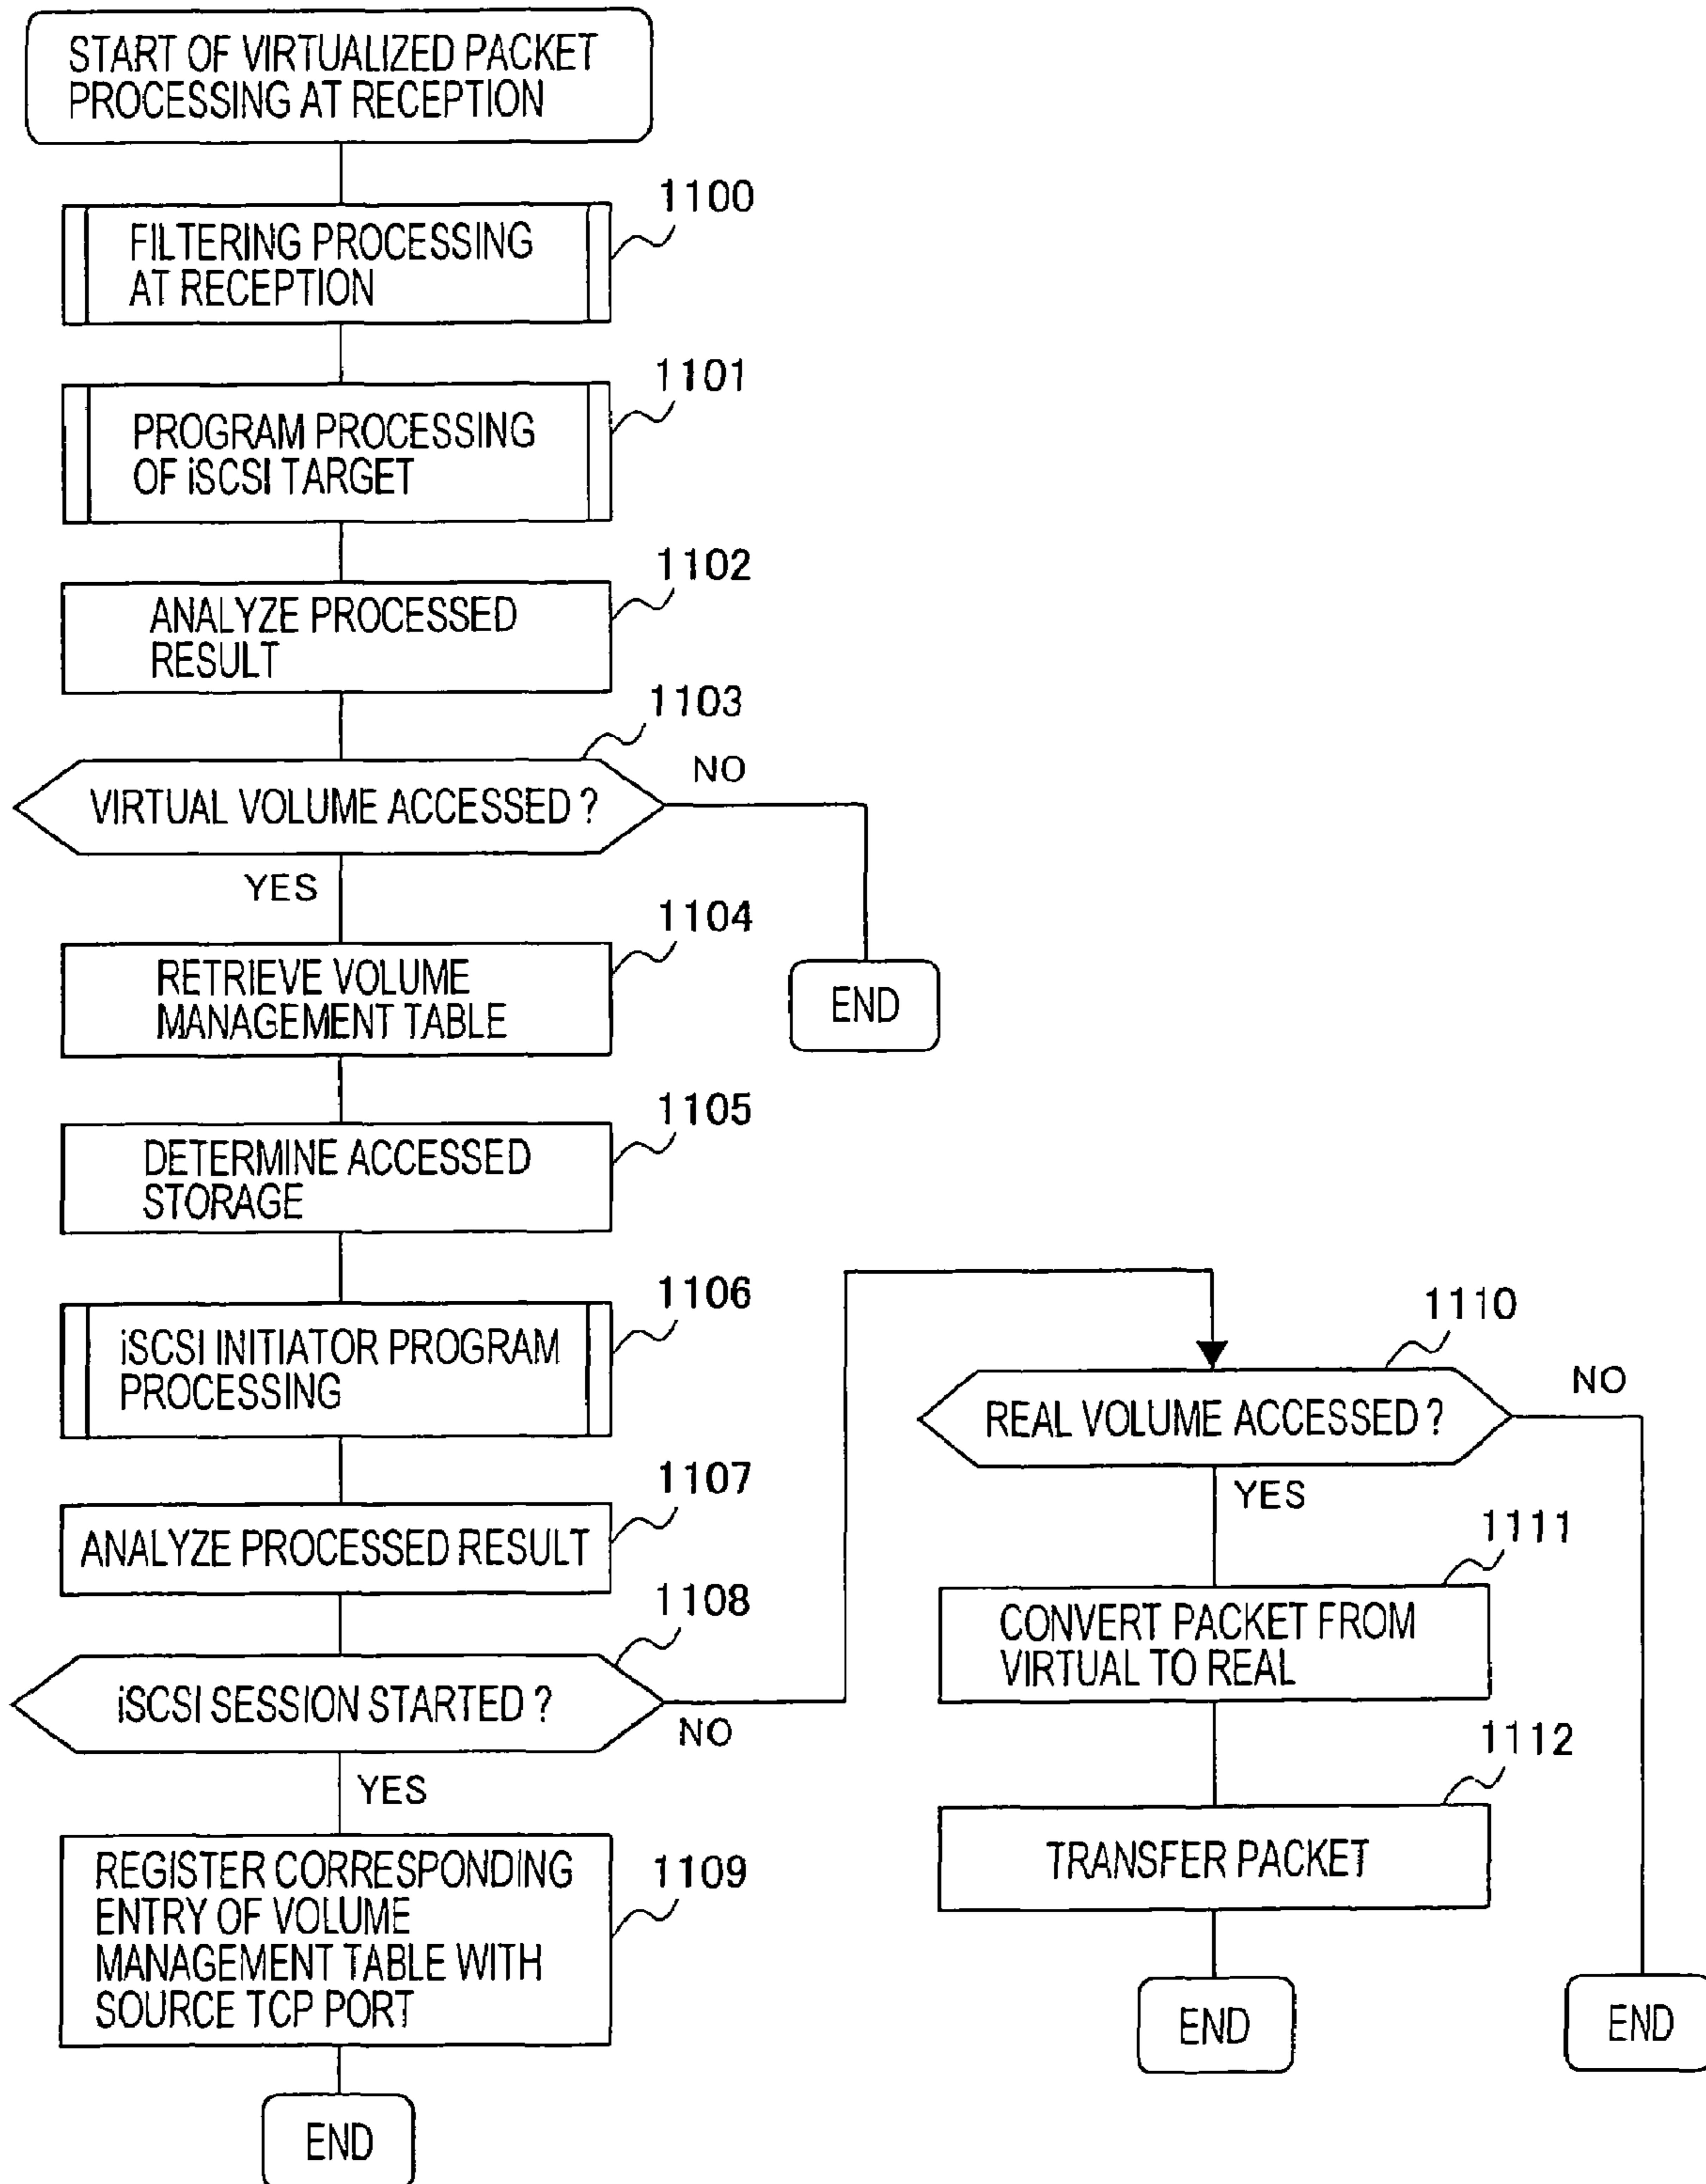 START OF VIRTUALIZED PACKET
PROCESSING AT RECEPTION
1100
FILTERING PROCESSING
AT RECEPTION
1101
PROGRAM PROCESSING
OF iSCSI TARGET
1102
ANALYZE PROCESSED
RESULT
1103
VIRTUAL VOLUME ACCESSED ?
NO
YES
END
1104
RETRIEVE VOLUME
MANAGEMENT TABLE
1105
DETERMINE ACCESSED
STORAGE
1106
iSCSI INITIATOR PROGRAM
PROCESSING
1107
ANALYZE PROCESSED RESULT
1108
iSCSI SESSION STARTED ?
NO
YES
1109
REGISTER CORRESPONDING
ENTRY OF VOLUME
MANAGEMENT TABLE WITH
SOURCE TCP PORT
END
1110
REAL VOLUME ACCESSED ?
NO
YES
1111
CONVERT PACKET FROM
VIRTUAL TO REAL
1112
TRANSFER PACKET
END
END